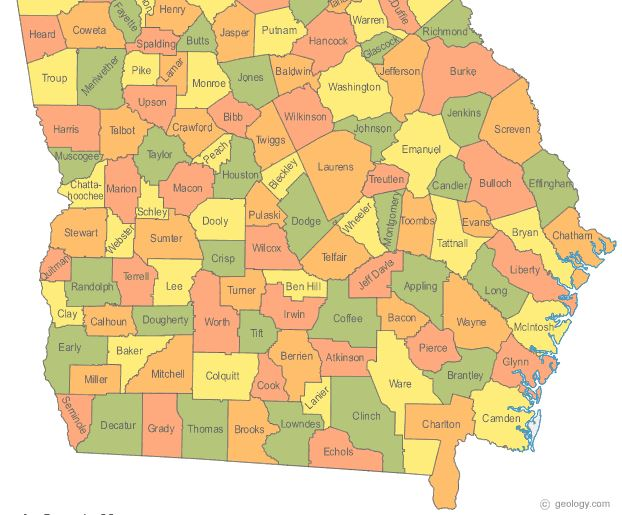 Fayette
Henry
Duffie
Heard
Coweta
Spalding
Butts
Jasper
Putnam
Hancock
Warren
Glascock
Richmond
Troup
Meriwether
Pike
Lamar
Monroe
Jones
Baldwin
Washington
Jefferson
Burke
Upson
Jenkins
Screven
Harris
Talbot
Crawford
Bibb
Twiggs
Wilkinson
Johnson
Emanuel
Muscogee
Taylor
Peach
Houston
Bleckley
Laurens
Treutlen
Candler
Bulloch
Effingham
Chatta-
hoochee
Marion
Schley
Macon
Dooly
Pulaski
Dodge
Wheeler
Montgomery
Toombs
Tattnall
Evans
Bryan
Chatham
Stewart
Webster
Sumter
Crisp
Wilcox
Telfair
Jeff Davis
Appling
Long
Liberty
Quitman
Randolph
Terrell
Lee
Turner
Ben Hill
Irwin
Coffee
Bacon
Wayne
McIntosh
Clay
Calhoun
Dougherty
Worth
Tift
Early
Baker
Mitchell
Colquitt
Berrien
Atkinson
Pierce
Glynn
Miller
Cook
Lanier
Ware
Brantley
Seminole
Decatur
Grady
Thomas
Brooks
Lowndes
Clinch
Echols
Charlton
Camden
© geology.com